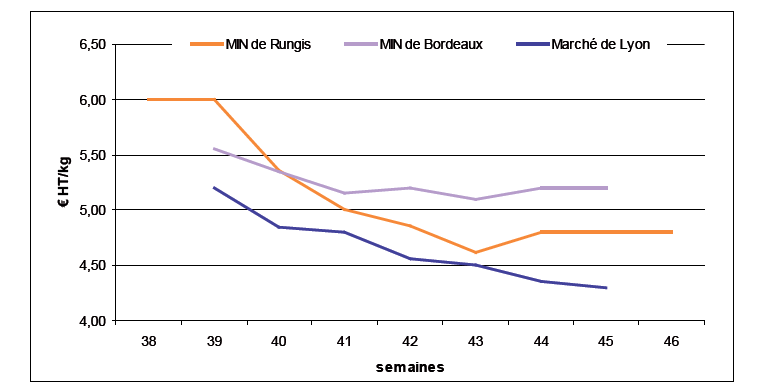 MIN de Rungis MIN de Bordeaux Marché de Lyon
6,50
6,00
5,50
5,00
4,50
4,00
€ HT/kg
38 39 40 41 42 43 44 45 46
semaines